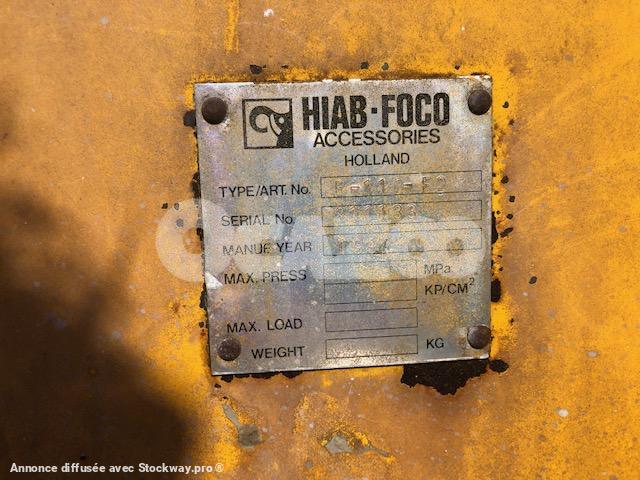 HIAB-FOCO
ACCESSORIES
HOLLAND
TYPE/ART. No.
SERIAL No.
MANUF. YEAR
MAX. PRESS MPa
KP/CM²
MAX. LOAD
WEIGHT KG
Annonce diffusée avec Stockway.pro®